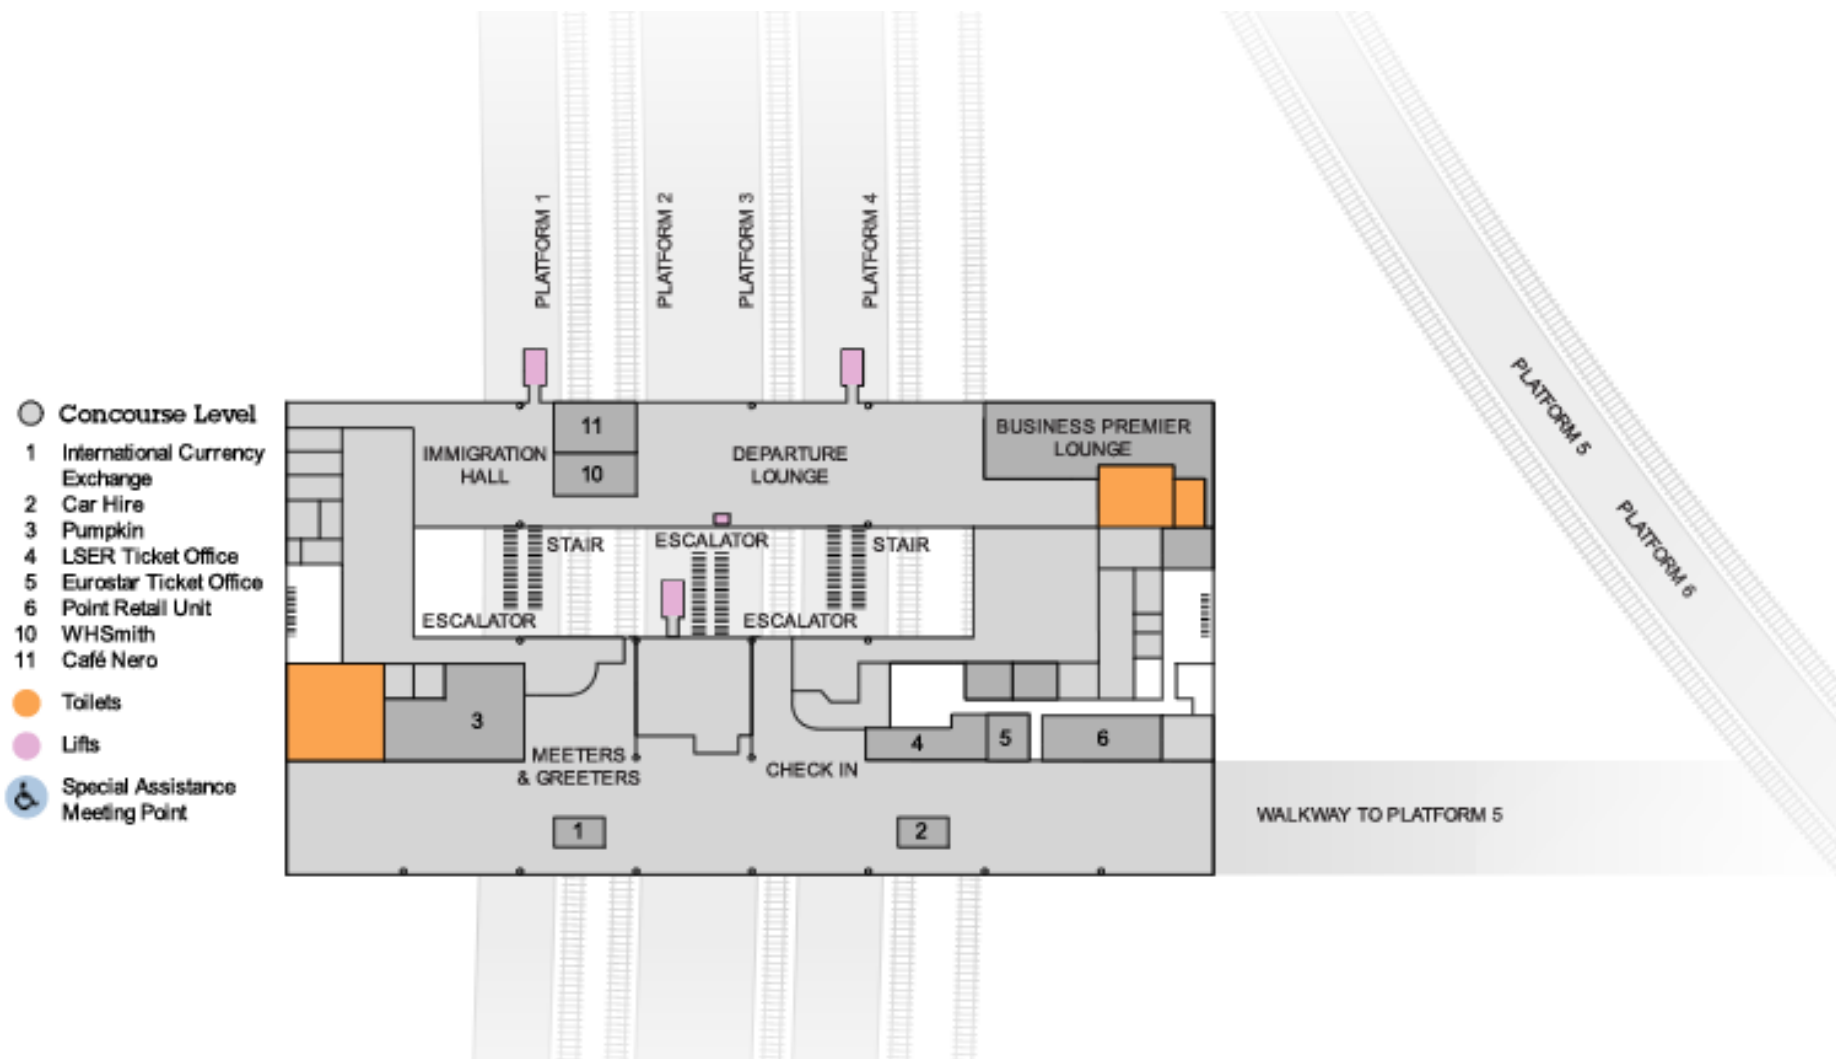 PLATFORM 1
PLATFORM 2
PLATFORM 3
PLATFORM 4
PLATFORM 5
PLATFORM 6
Concourse Level
1 International Currency
Exchange
2 Car Hire
3 Pumpkin
4 LSER Ticket Office
5 Eurostar Ticket Office
6 Point Retail Unit
10 WHSmith
11 Café Nero
Toilets
Lifts
Special Assistance
Meeting Point
11
10
IMMIGRATION
HALL
DEPARTURE
LOUNGE
BUSINESS PREMIER
LOUNGE
STAIR
ESCALATOR
STAIR
ESCALATOR
ESCALATOR
3
MEETERS
& GREETERS
CHECK IN
4
5
6
1
2
WALKWAY TO PLATFORM 5